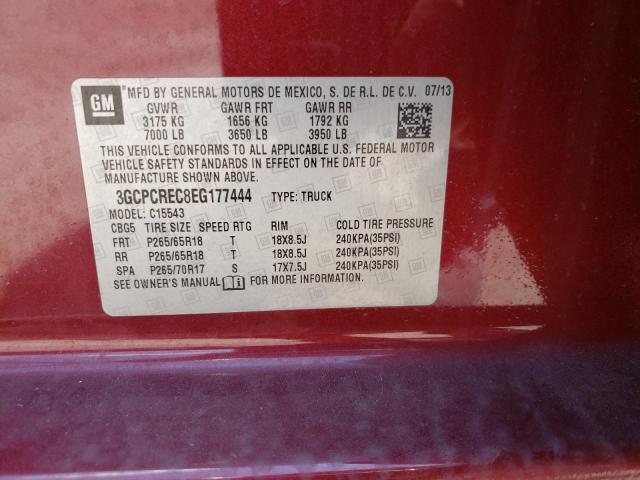 GM
MFD BY GENERAL MOTORS DE MEXICO, S. DE R.L. DE C.V. 07/13
GVWR GAWR FRT GAWR RR
3175 KG 1656 KG 1792 KG
7000 LB 3650 LB 3950 LB
THIS VEHICLE CONFORMS TO ALL APPLICABLE U.S. FEDERAL MOTOR
VEHICLE SAFETY STANDARDS IN EFFECT ON THE DATE OF
MANUFACTURE SHOWN ABOVE.
3GCPCREC8EG177444 TYPE: TRUCK
MODEL: C15543
CBG5 TIRE SIZE SPEED RTG RIM COLD TIRE PRESSURE
FRT P265/65R18 T 18X8.5J 240KPA(35PSI)
RR P265/65R18 T 18X8.5J 240KPA(35PSI)
SPA P265/70R17 S 17X7.5J 240KPA(35PSI)
SEE OWNER'S MANUAL FOR MORE INFORMATION.